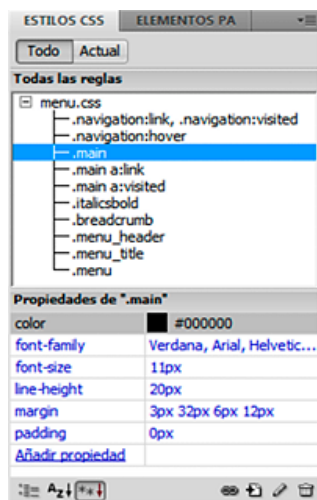 ESTILOS CSS ELEMENTOS PA
Todo Actual
Todas las reglas
menu.css
.navigation:link, .navigation:visited
.navigation:hover
.main
.main a:link
.main a:visited
.italicsbold
.breadcrumb
.menu_header
.menu_title
.menu
Propiedades de ".main"
color #000000
font-family Verdana, Arial, Helvetic...
font-size 11px
line-height 20px
margin 3px 32px 6px 12px
padding 0px
Añadir propiedad
AZ↓ **↓